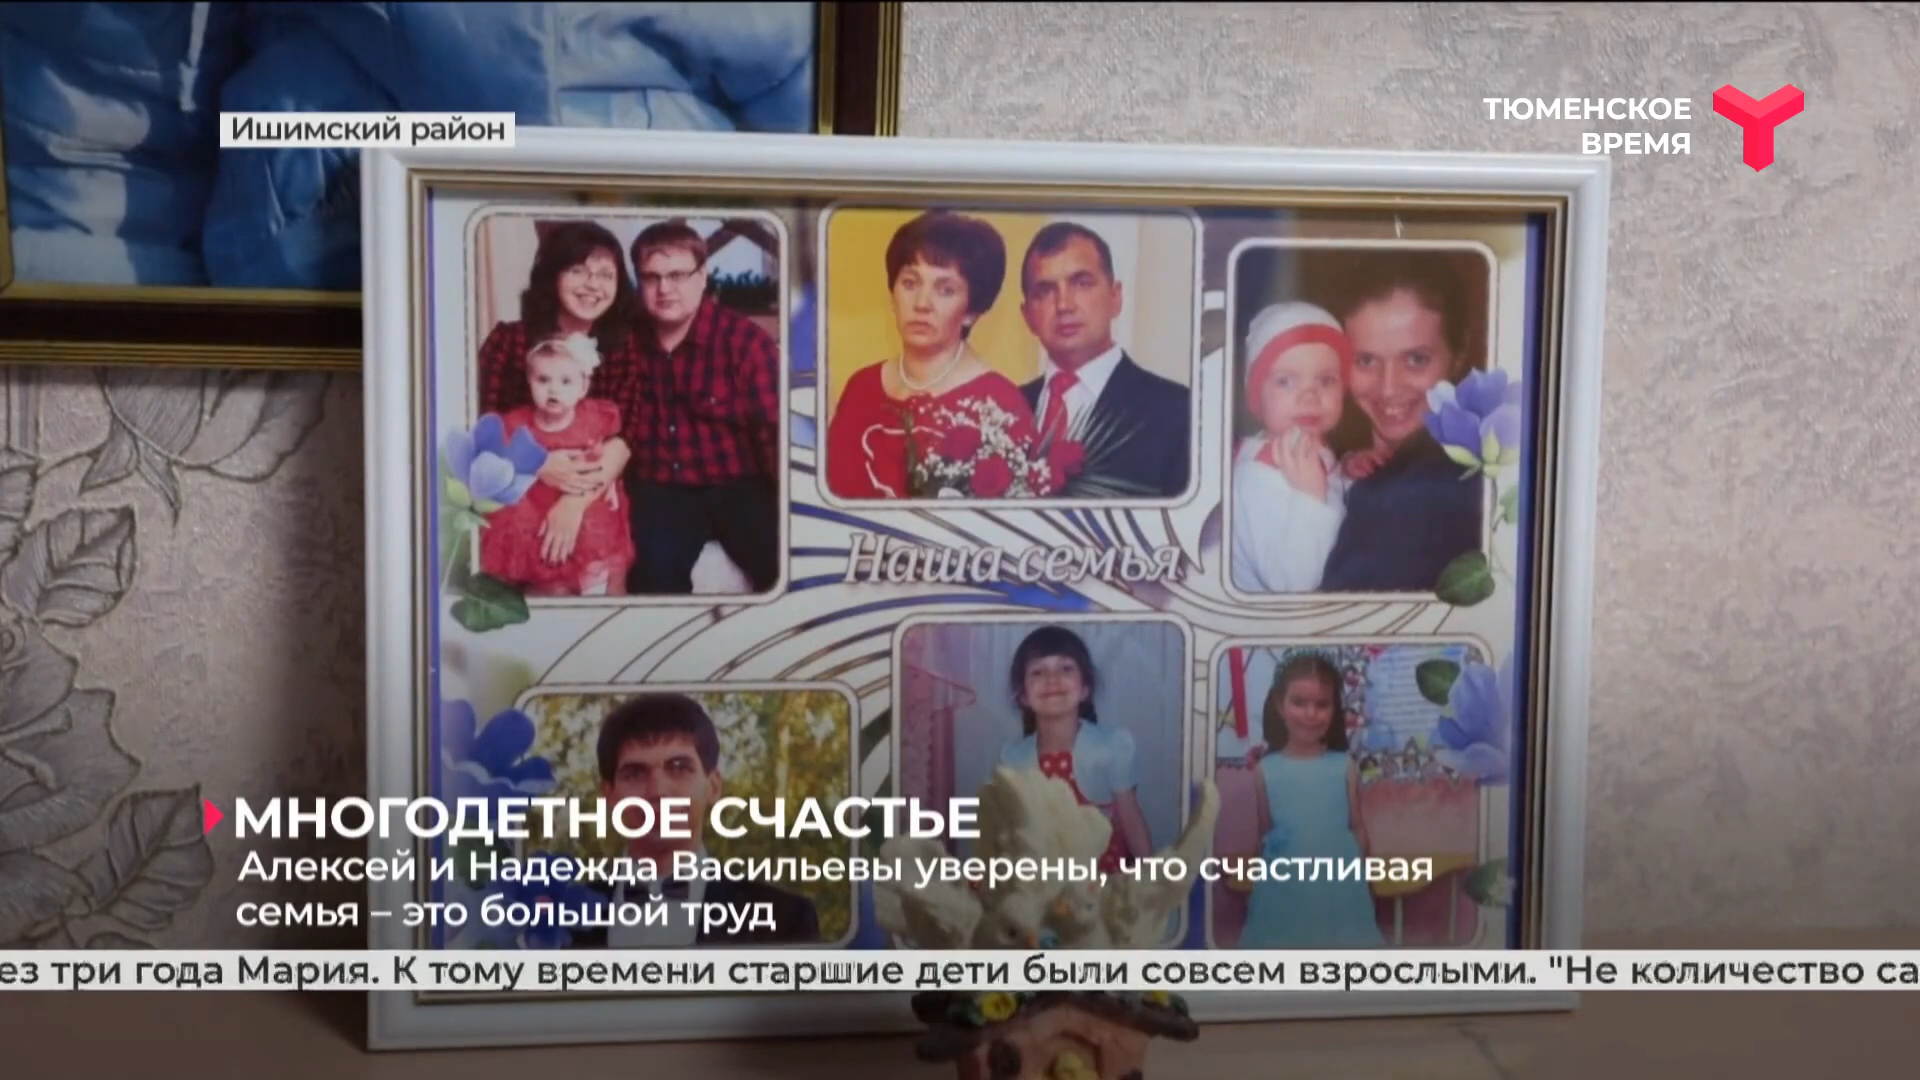 Ишимский район
ТЮМЕНСКОЕ
ВРЕМЯ
Наша семья
МНОГОДЕТНОЕ СЧАСТЬЕ
Алексей и Надежда Васильевы уверены, что счастливая
семья – это большой труд
ез три года Мария. К тому времени старшие дети были совсем взрослыми. "Не количество са